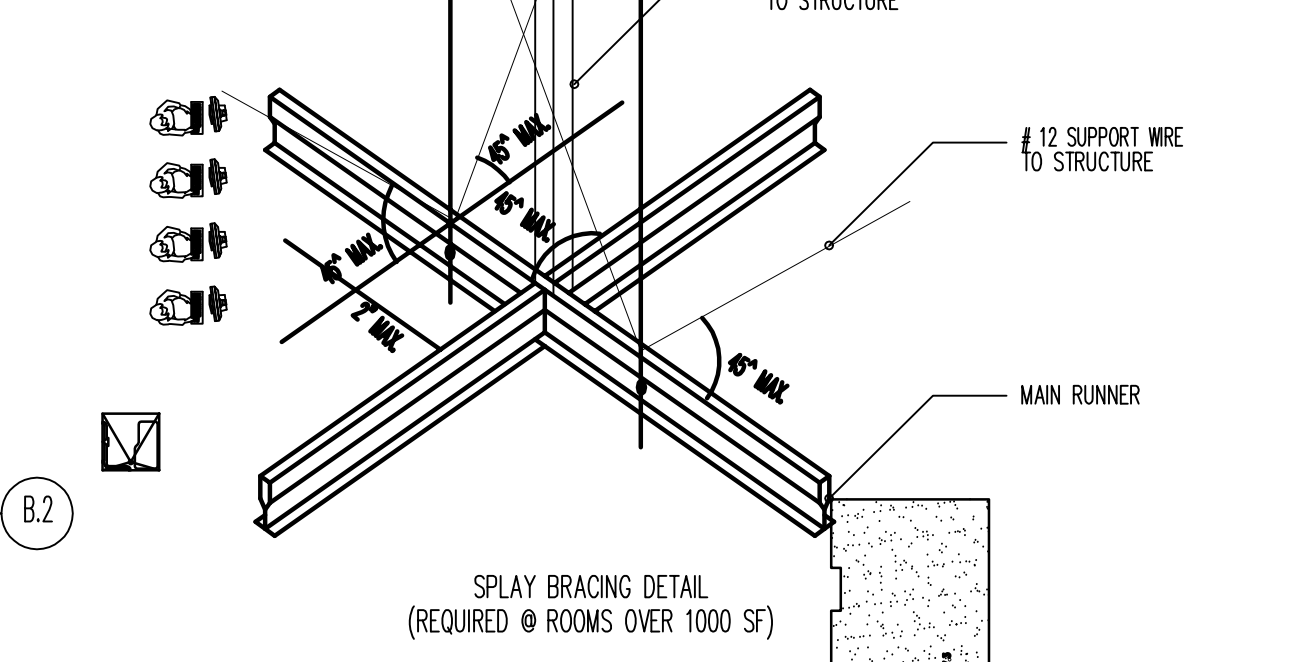 TO STRUCTURE
45^ MAX.
# 12 SUPPORT WIRE
TO STRUCTURE
45^ MAX.
45^ MAX.
2" MAX.
45^ MAX.
MAIN RUNNER
B.2
SPLAY BRACING DETAIL
(REQUIRED @ ROOMS OVER 1000 SF)